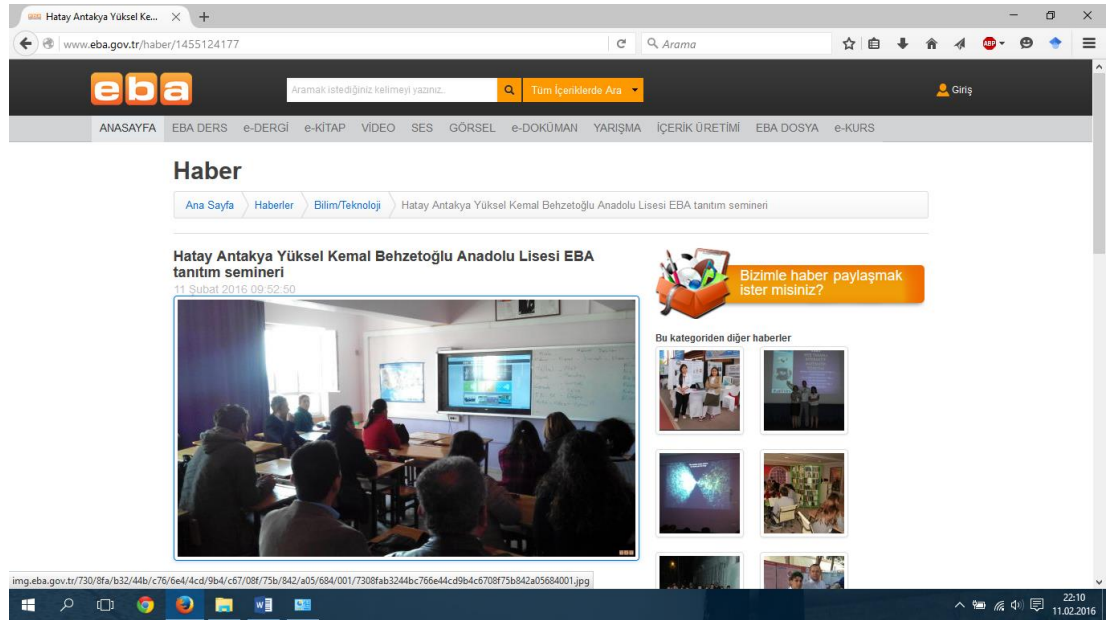 Hatay Antakya Yüksel Ke...
www.eba.gov.tr/haber/1455124177
Arama
ABP
eba
Aramak istediğiniz kelimeyi yazınız..
Tüm İçeriklerde Ara
Giriş
ANASAYFA EBA DERS e-DERGİ e-KİTAP VİDEO SES GÖRSEL e-DOKÜMAN YARIŞMA İÇERİK ÜRETİMİ EBA DOSYA e-KURS
Haber
Ana Sayfa Haberler Bilim/Teknoloji Hatay Antakya Yüksel Kemal Behzetoğlu Anadolu Lisesi EBA tanıtım semineri
Hatay Antakya Yüksel Kemal Behzetoğlu Anadolu Lisesi EBA
tanıtım semineri
11 Şubat 2016 09:52:50
Bizimle haber paylaşmak
ister misiniz?
Bu kategoriden diğer haberler
eba
img.eba.gov.tr/730/8fa/b32/44b/c76/6e4/4cd/9b4/c67/08f/75b/842/a05/684/001/7308fab3244bc766e44cd9b4c6708f75b842a05684001.jpg
22:10
11.02.2016